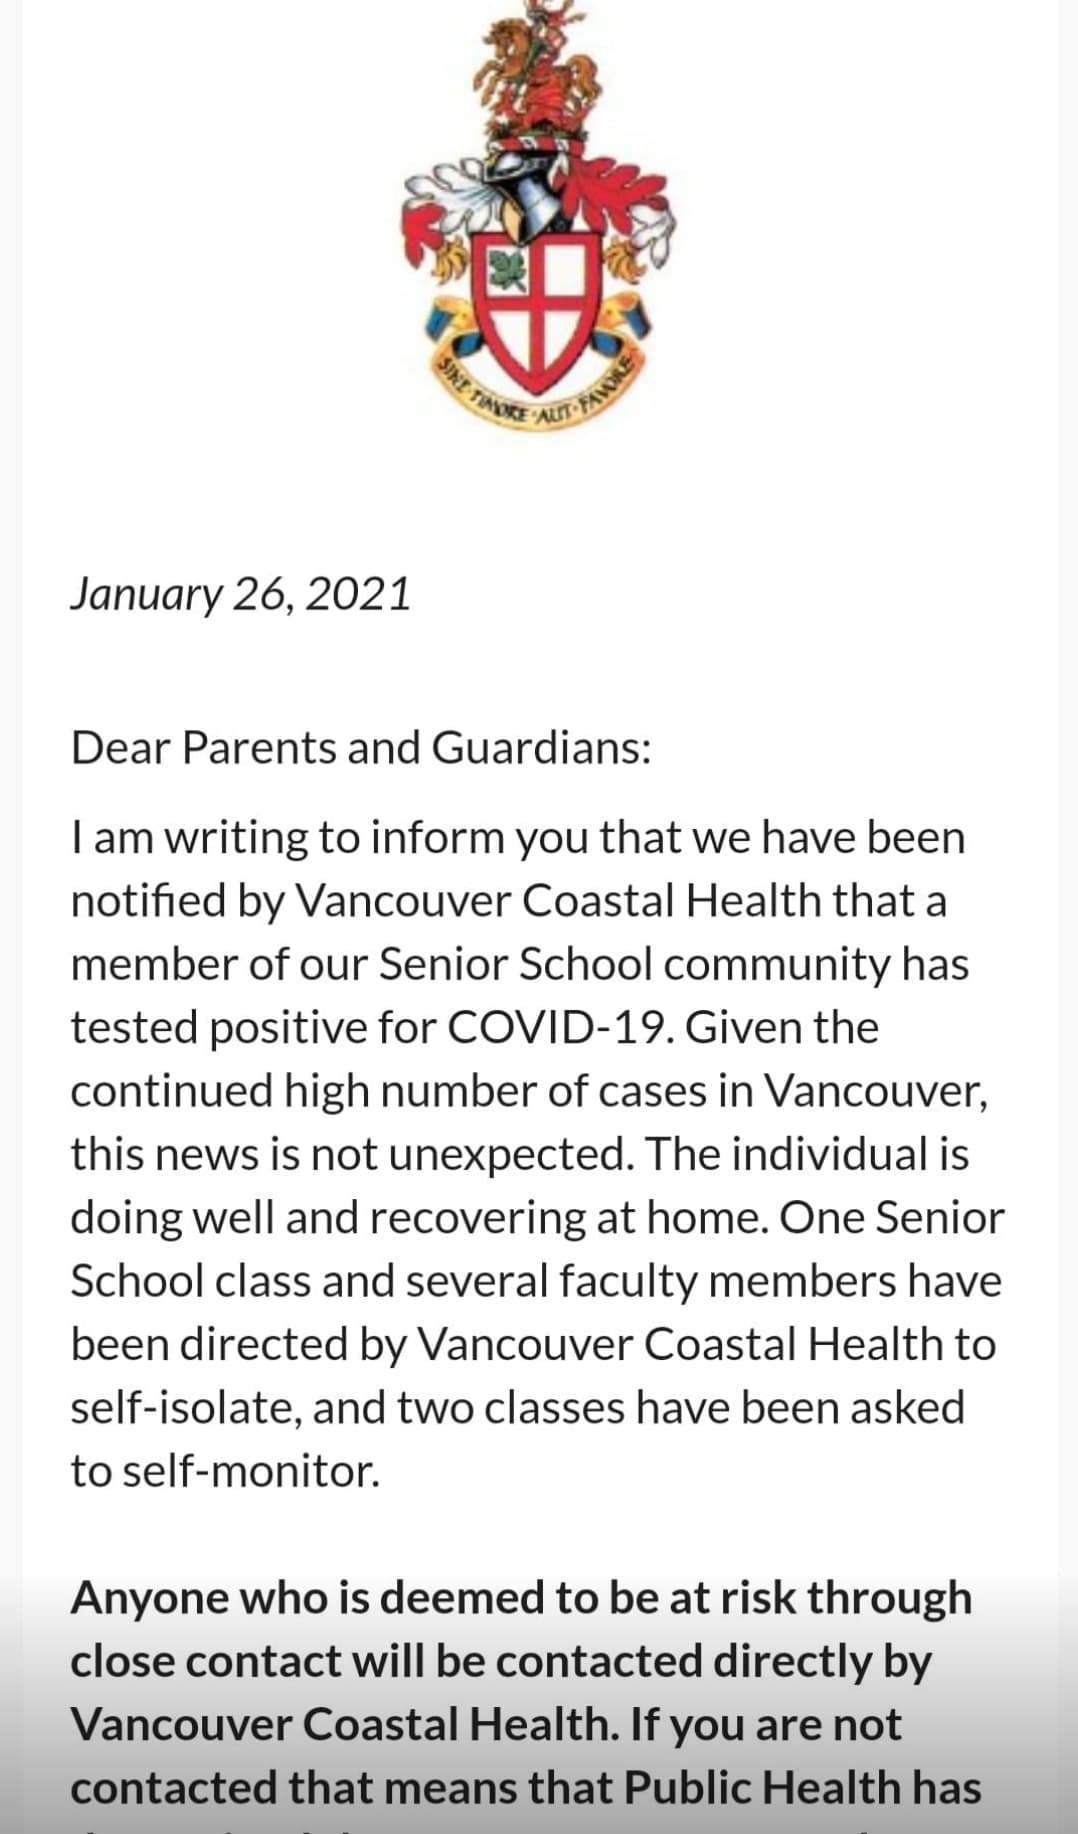 SINE·TIMORE·AUT·FAVORE
January 26, 2021
Dear Parents and Guardians:
I am writing to inform you that we have been
notified by Vancouver Coastal Health that a
member of our Senior School community has
tested positive for COVID-19. Given the
continued high number of cases in Vancouver,
this news is not unexpected. The individual is
doing well and recovering at home. One Senior
School class and several faculty members have
been directed by Vancouver Coastal Health to
self-isolate, and two classes have been asked
to self-monitor.
Anyone who is deemed to be at risk through
close contact will be contacted directly by
Vancouver Coastal Health. If you are not
contacted that means that Public Health has